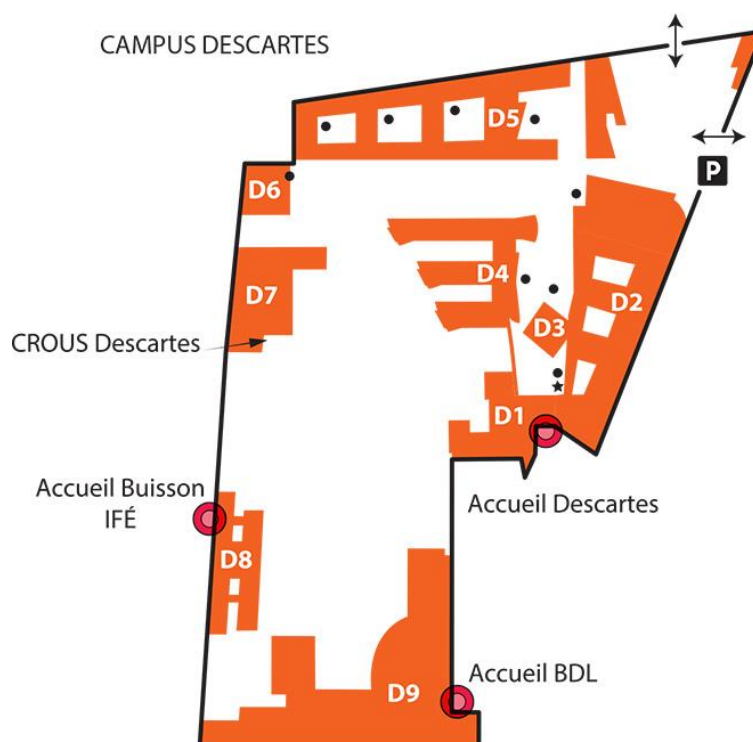 CAMPUS DESCARTES
D5
P
D6
D4
D2
D7
D3
CROUS Descartes
D1
Accueil Buisson
IFÉ
Accueil Descartes
D8
Accueil BDL
D9